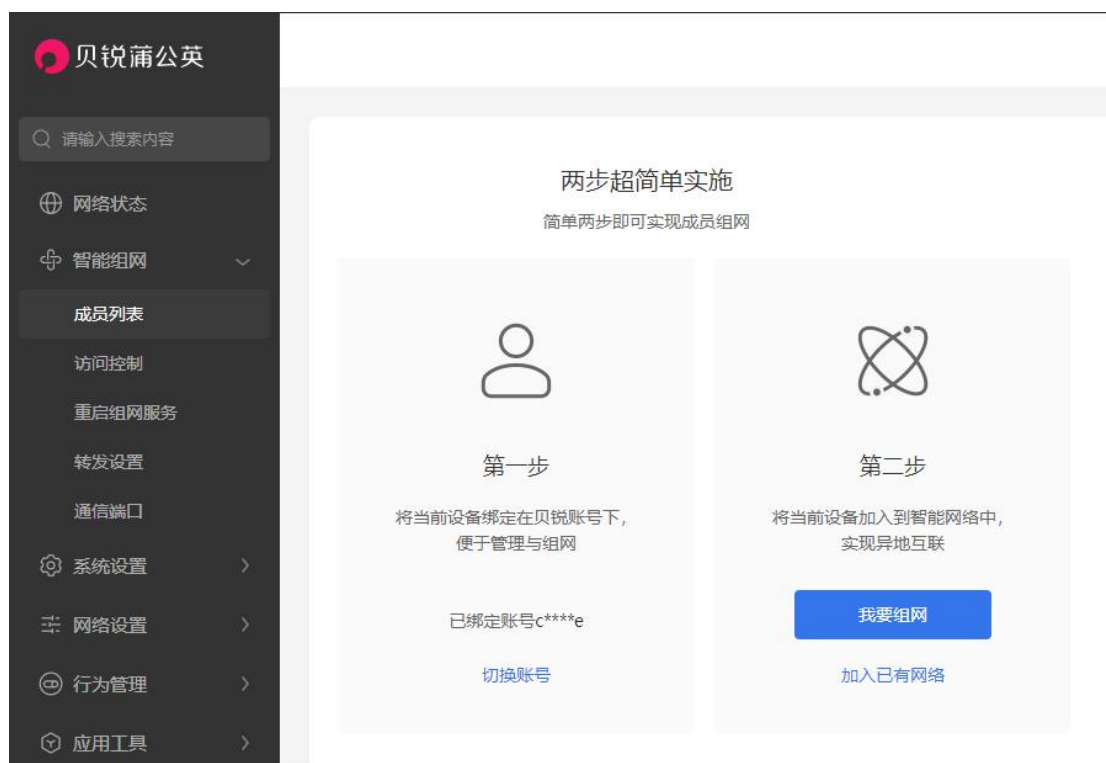 贝锐蒲公英
请输入搜索内容
网络状态
智能组网
成员列表
访问控制
重启组网服务
转发设置
通信端口
系统设置
网络设置
行为管理
应用工具
两步超简单实施
简单两步即可实现成员组网
第一步
将当前设备绑定在贝锐账号下，
便于管理与组网
已绑定账号c****e
切换账号
第二步
将当前设备加入到智能网络中，
实现异地互联
我要组网
加入已有网络